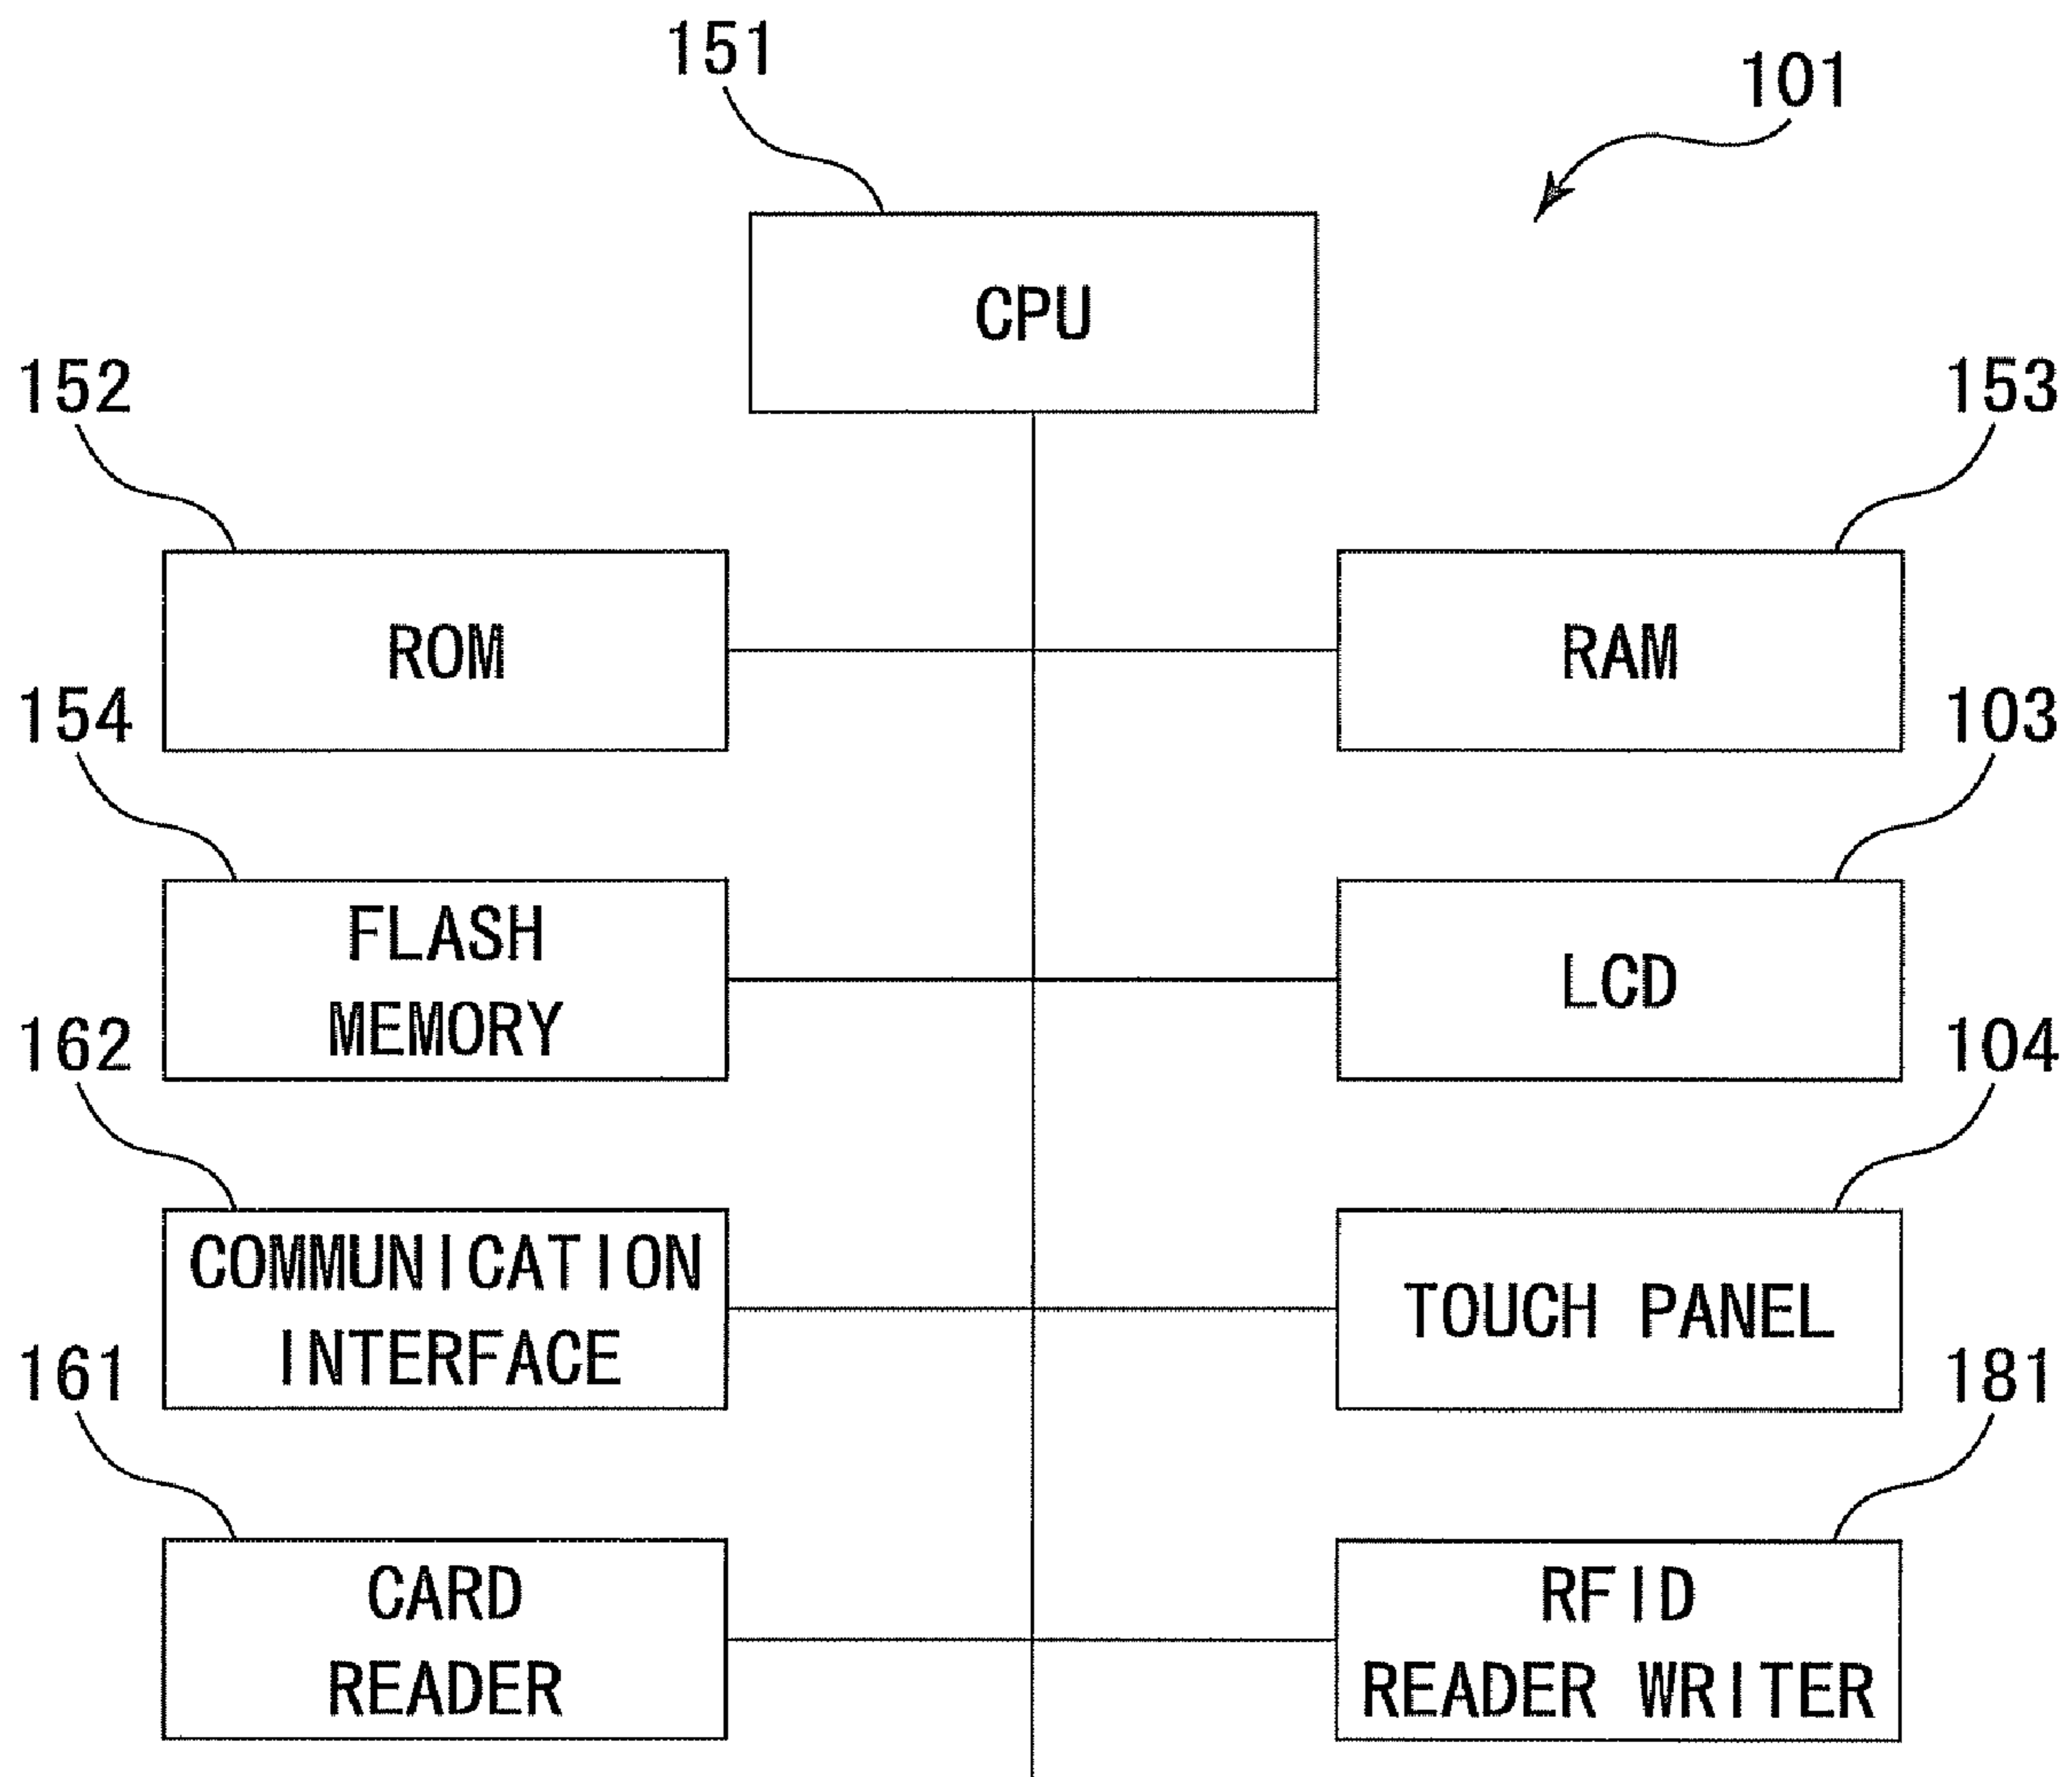 151
101
CPU
152
153
ROM
RAM
154
103
FLASH
MEMORY
LCD
162
104
COMMUNICATION
INTERFACE
TOUCH PANEL
161
181
CARD
READER
RFID
READER WRITER